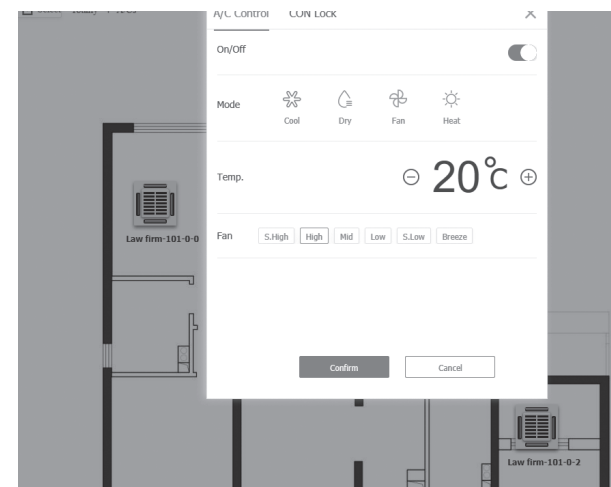 A/C Control CON Lock
On/Off
Mode
Cool Dry Fan Heat
Temp.
20℃
Fan S.High High Mid Low S.Low Breeze
Confirm Cancel
Law firm-101-0-0
Law firm-101-0-2